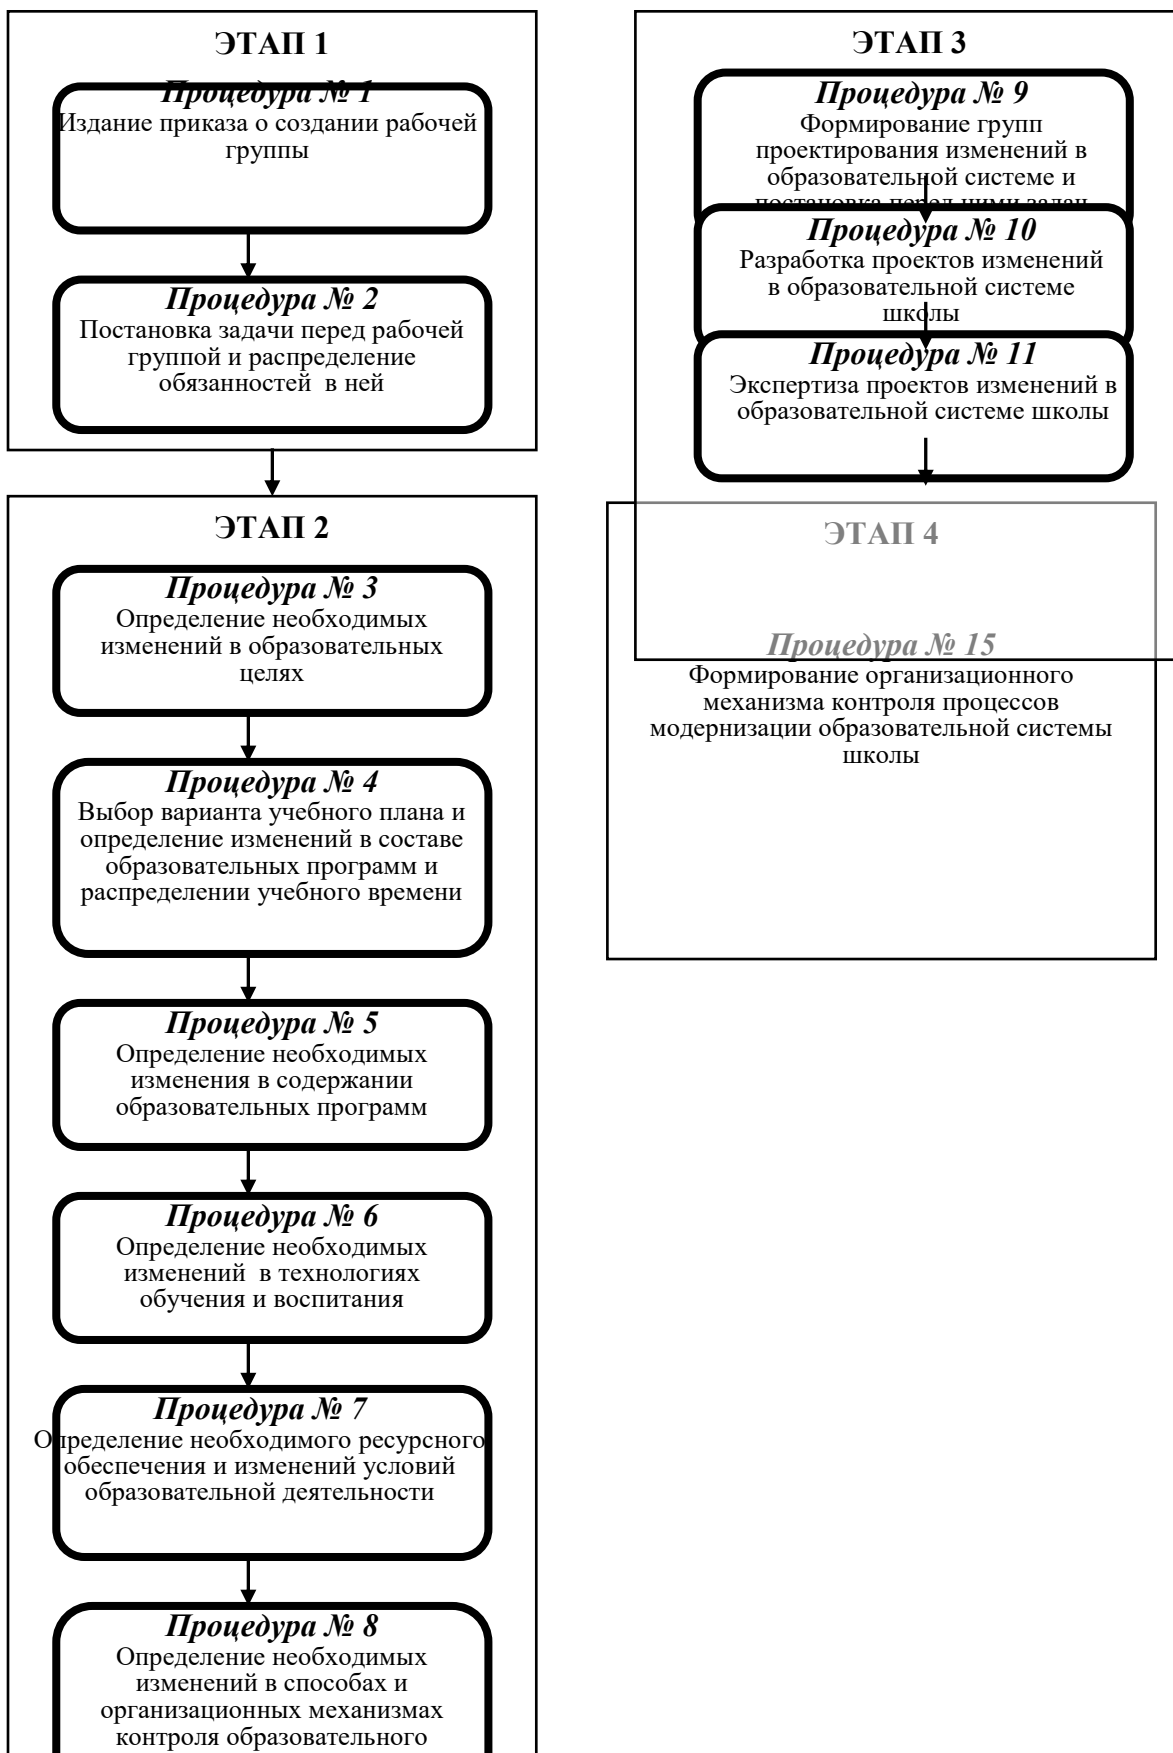 ЭТАП 1
Процедура № 1
Издание приказа о создании рабочей
группы
Процедура № 2
Постановка задачи перед рабочей
группой и распределение
обязанностей в ней
ЭТАП 2
Процедура № 3
Определение необходимых
изменений в образовательных
целях
Процедура № 4
Выбор варианта учебного плана и
определение изменений в составе
образовательных программ и
распределении учебного времени
Процедура № 5
Определение необходимых
изменения в содержании
образовательных программ
Процедура № 6
Определение необходимых
изменений в технологиях
обучения и воспитания
Процедура № 7
Определение необходимого ресурсного
обеспечения и изменений условий
образовательной деятельности
Процедура № 8
Определение необходимых
изменений в способах и
организационных механизмах
контроля образовательного
ЭТАП 3
Процедура № 9
Формирование групп
проектирования изменений в
образовательной системе и
постановка перед ними задач
Процедура № 10
Разработка проектов изменений
в образовательной системе
школы
Процедура № 11
Экспертиза проектов изменений в
образовательной системе школы
ЭТАП 4
Процедура № 15
Формирование организационного
механизма контроля процессов
модернизации образовательной системы
школы